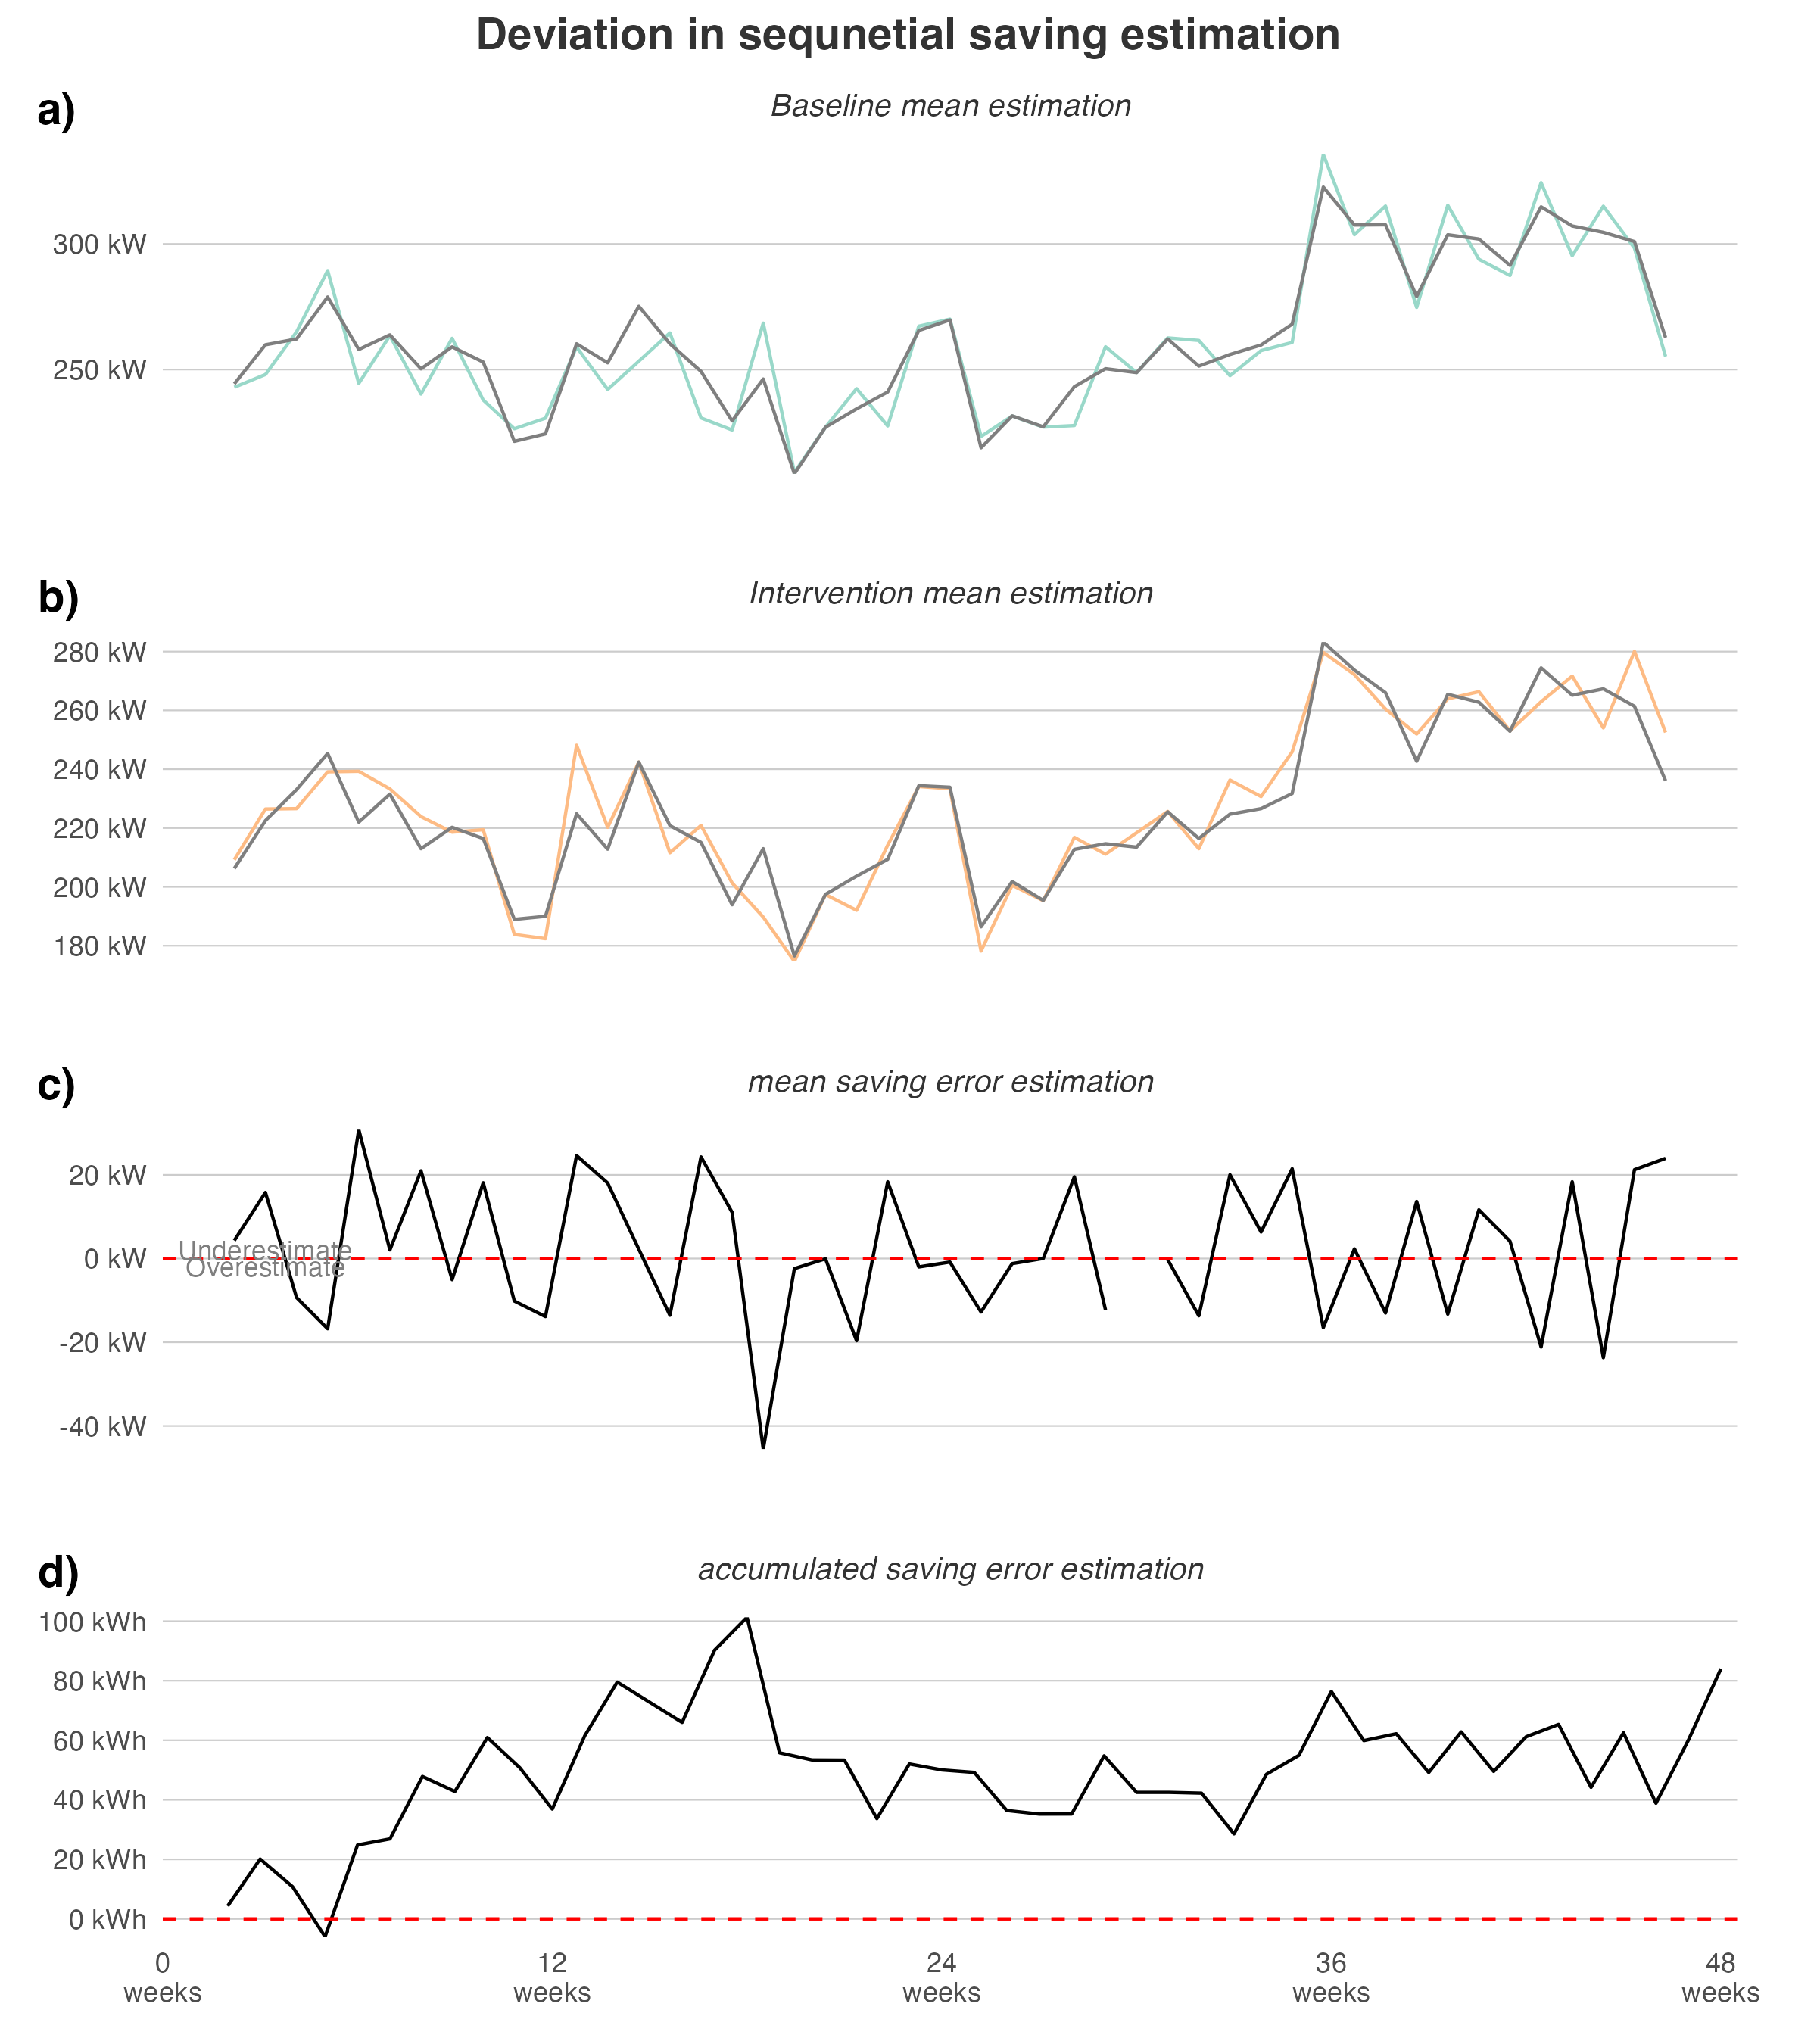 Deviation in sequnetial saving estimation
a)
Baseline mean estimation
300 kW
250 kW
b)
Intervention mean estimation
280 kW
260 kW
240 kW
220 kW
200 kW
180 kW
c)
mean saving error estimation
20 kW
Underestimate
0 kW
Overestimate
-20 kW
-40 kW
d)
accumulated saving error estimation
100 kWh
80 kWh
60 kWh
40 kWh
20 kWh
0 kWh
0 12 24 36 48
weeks weeks weeks weeks weeks